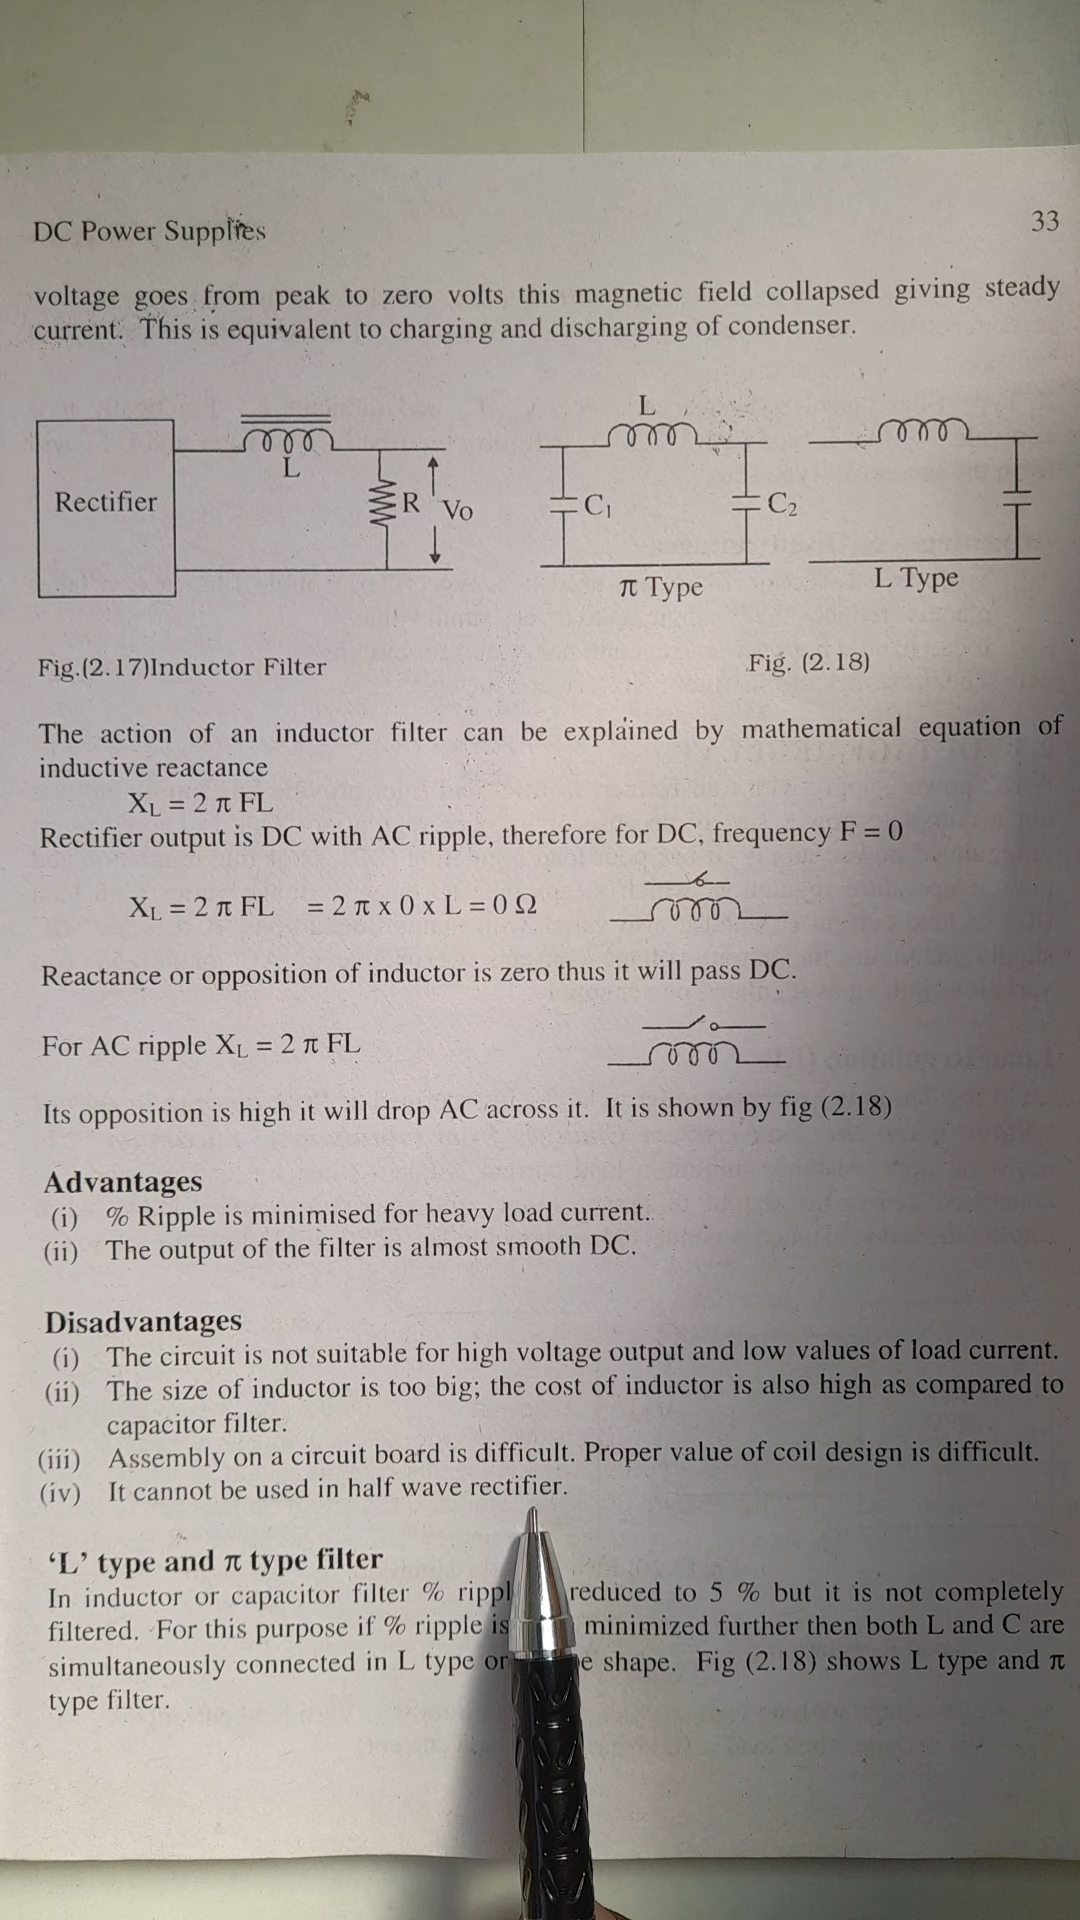 DC Power Supplies
33
voltage goes from peak to zero volts this magnetic field collapsed giving steady
current. This is equivalent to charging and discharging of condenser.
Rectifier
L
R
Vo
L
C₁
C₂
π Type
L Type
Fig.(2.17)Inductor Filter
Fig. (2.18)
The action of an inductor filter can be explained by mathematical equation of
inductive reactance
X_L = 2 π FL
Rectifier output is DC with AC ripple, therefore for DC, frequency F = 0
X_L = 2 π FL = 2 π x 0 x L = 0 Ω
Reactance or opposition of inductor is zero thus it will pass DC.
For AC ripple X_L = 2 π FL
Its opposition is high it will drop AC across it. It is shown by fig (2.18)
Advantages
(i) % Ripple is minimised for heavy load current.
(ii) The output of the filter is almost smooth DC.
Disadvantages
(i) The circuit is not suitable for high voltage output and low values of load current.
(ii) The size of inductor is too big; the cost of inductor is also high as compared to
capacitor filter.
(iii) Assembly on a circuit board is difficult. Proper value of coil design is difficult.
(iv) It cannot be used in half wave rectifier.
'L' type and π type filter
In inductor or capacitor filter % rippl reduced to 5 % but it is not completely
filtered. For this purpose if % ripple is minimized further then both L and C are
simultaneously connected in L type or e shape. Fig (2.18) shows L type and π
type filter.